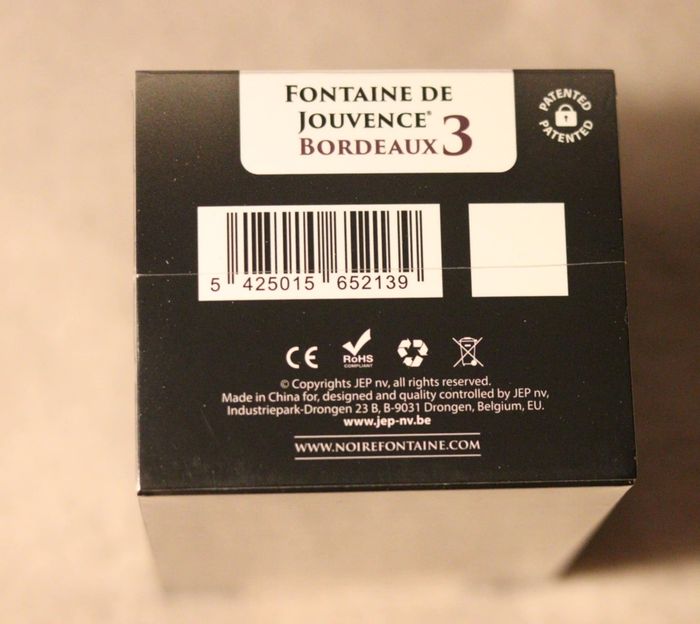 FONTAINE DE
JOUVENCE®
BORDEAUX 3
PATENTED
PATENTED
5 425015 652139
CE
RoHS
COMPLIANT
© Copyrights JEP nv, all rights reserved.
Made in China for, designed and quality controlled by JEP nv,
Industriepark-Drongen 23 B, B-9031 Drongen, Belgium, EU.
www.jep-nv.be
WWW.NOIREFONTAINE.COM